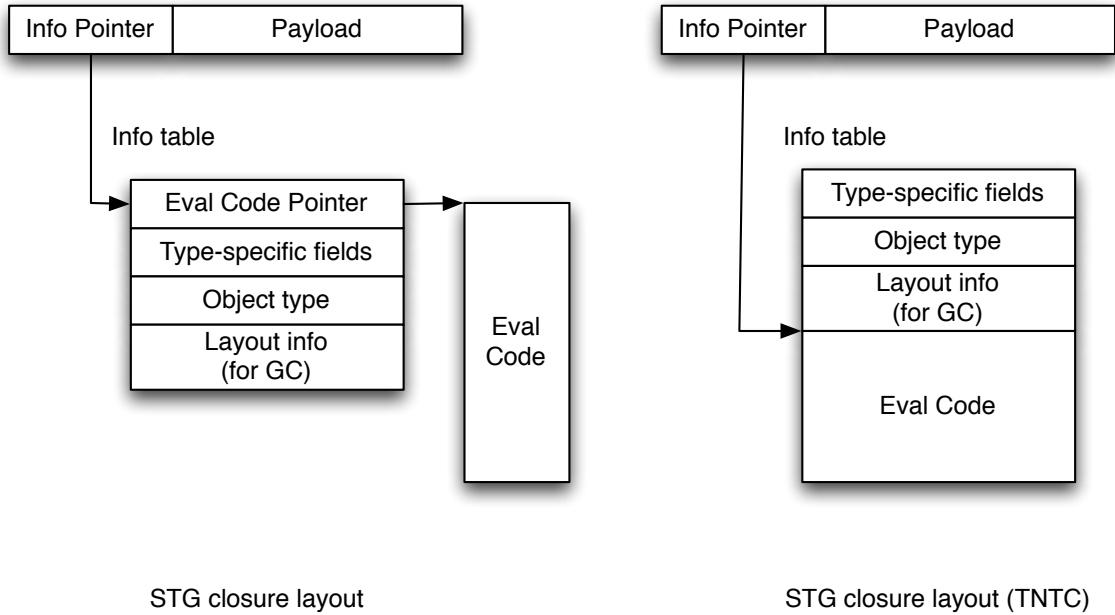 Info Pointer
Payload
Info table
Eval Code Pointer
Type-specific fields
Object type
Layout info
(for GC)
Eval
Code
STG closure layout
Info Pointer
Payload
Info table
Type-specific fields
Object type
Layout info
(for GC)
Eval Code
STG closure layout (TNTC)